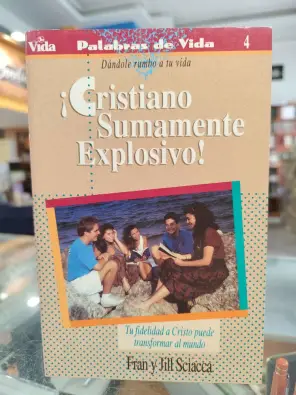 Vida
Palabras de Vida
4
Dándole rumbo a tu vida
¡Cristiano
Sumamente
Explosivo!
Tu fidelidad a Cristo puede
transformar al mundo
Fran y Jill Sciacca